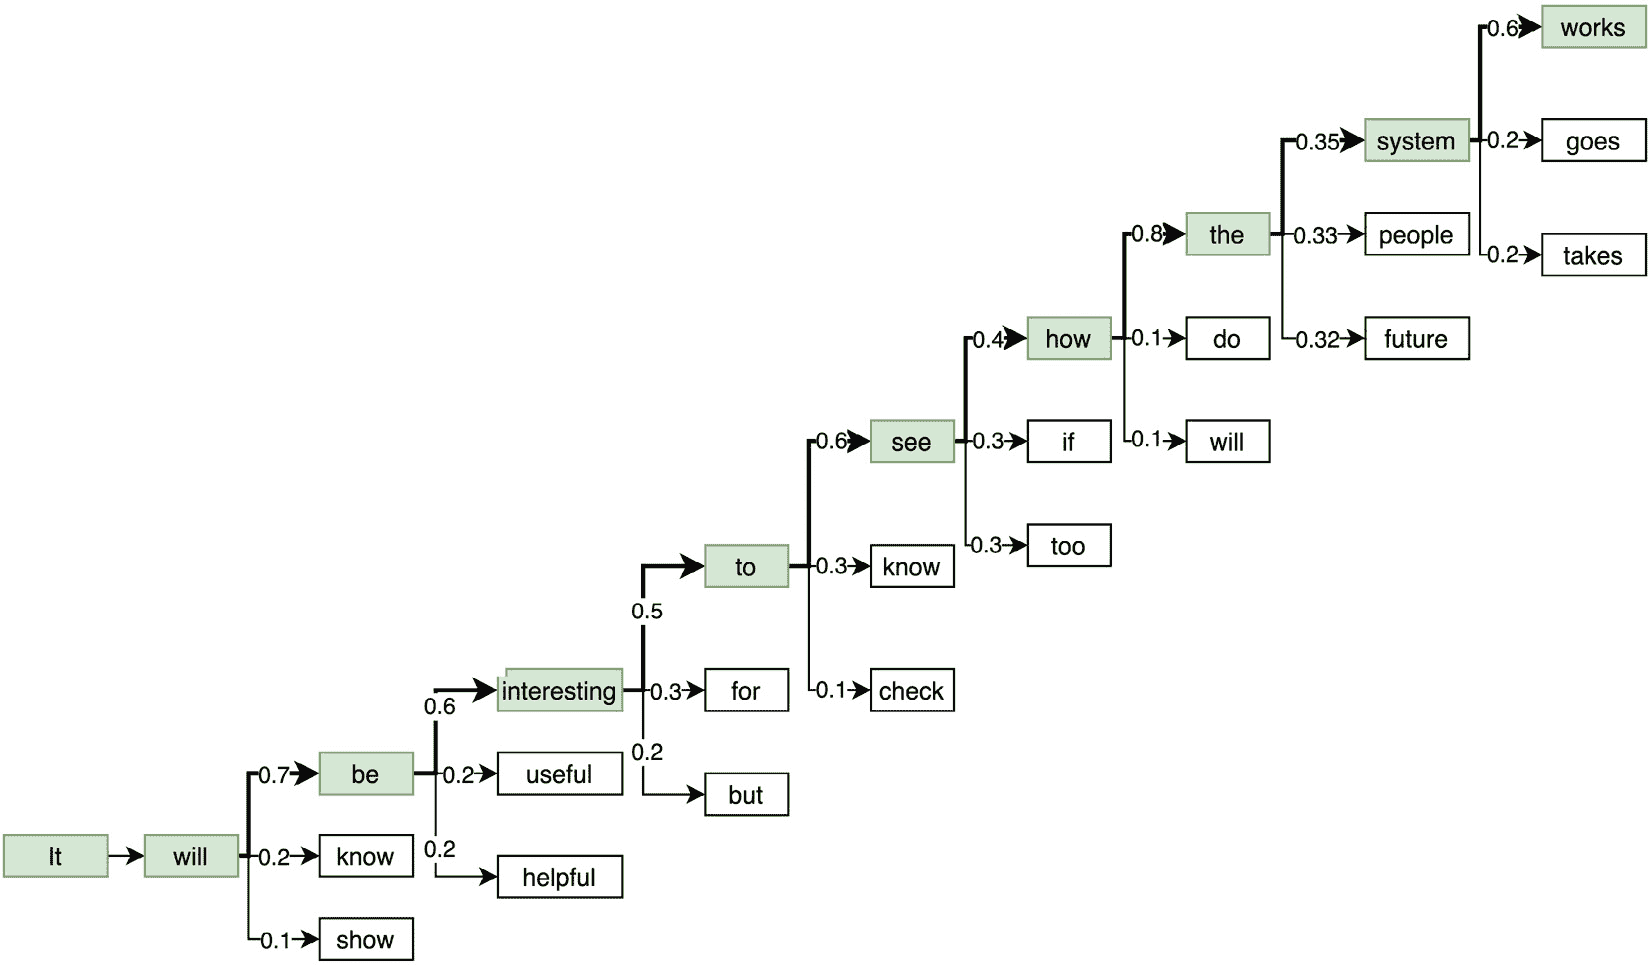 0.6 works
0.35 system 0.2 goes
0.8 the 0.33 people 0.2 takes
0.4 how 0.1 do 0.32 future
0.6 see 0.3 if 0.1 will
to 0.3 know 0.3 too
0.5
interesting 0.3 for 0.1 check
0.6
0.2
0.7 be 0.2 useful but
It will 0.2 know 0.2
helpful
0.1 show